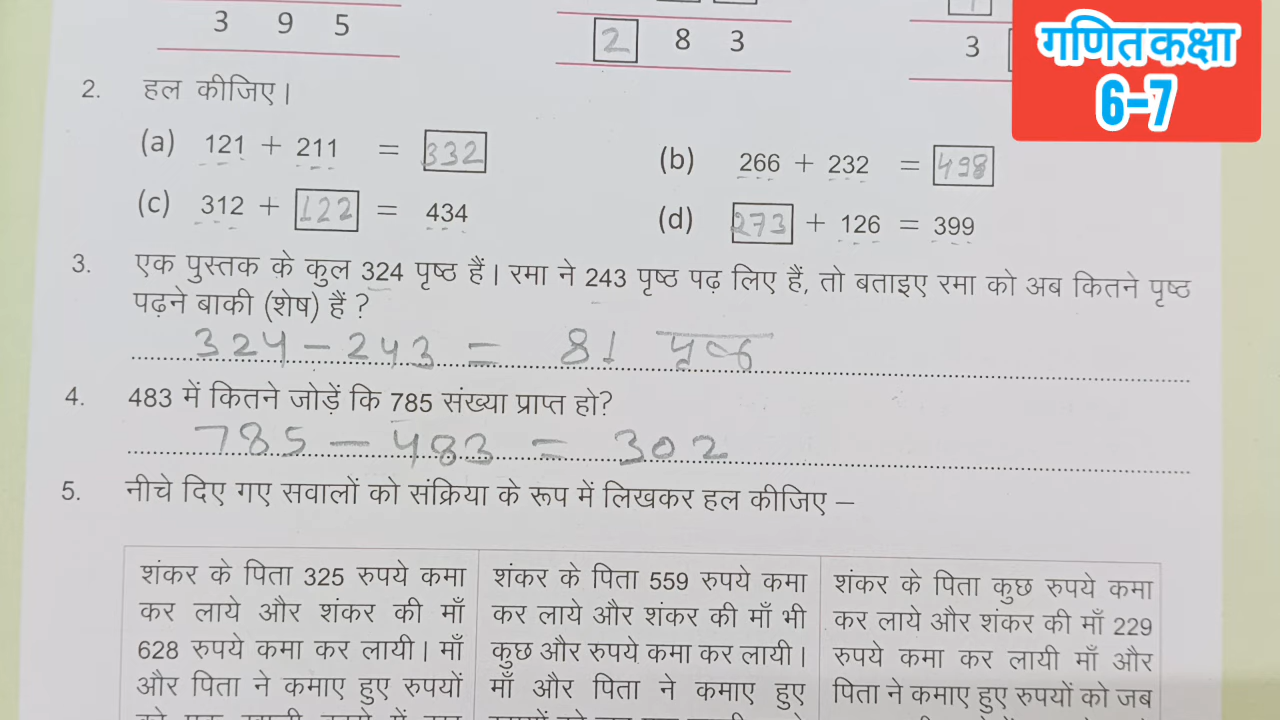 3 9 5
2 8 3
3
गणित कक्षा
6-7
2. हल कीजिए।
(a) 121 + 211 = 332
(b) 266 + 232 = 498
(c) 312 + 122 = 434
(d) 273 + 126 = 399
3. एक पुस्तक के कुल 324 पृष्ठ हैं। रमा ने 243 पृष्ठ पढ़ लिए हैं, तो बताइए रमा को अब कितने पृष्ठ
पढ़ने बाकी (शेष) हैं ?
324 - 243 = 81 पृष्ठ
4. 483 में कितने जोड़ें कि 785 संख्या प्राप्त हो?
785 - 483 = 302
5. नीचे दिए गए सवालों को संक्रिया के रूप में लिखकर हल कीजिए –
शंकर के पिता 325 रुपये कमा
कर लाये और शंकर की माँ
628 रुपये कमा कर लायी। माँ
और पिता ने कमाए हुए रुपयों
शंकर के पिता 559 रुपये कमा
कर लाये और शंकर की माँ भी
कुछ और रुपये कमा कर लायी।
माँ और पिता ने कमाए हुए
शंकर के पिता कुछ रुपये कमा
कर लाये और शंकर की माँ 229
रुपये कमा कर लायी माँ और
पिता ने कमाए हुए रुपयों को जब